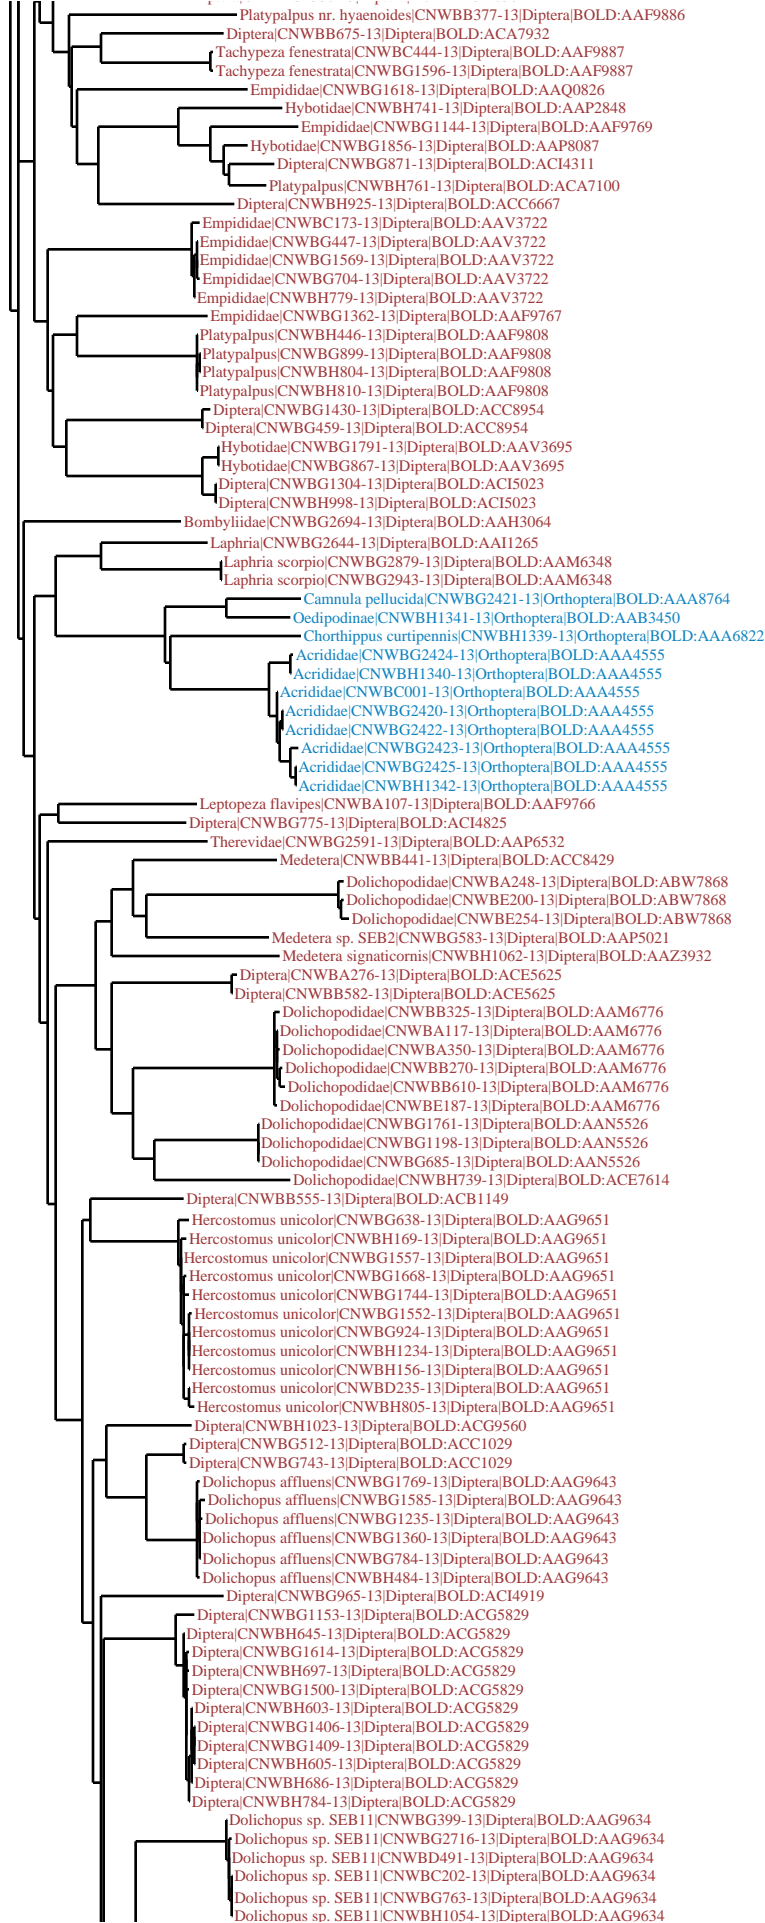 Platypalpus nr. hyaenoides|CNWBB377-13|Diptera|BOLD:AAF9886
Diptera|CNWBB675-13|Diptera|BOLD:ACA7932
Tachypeza fenestrata|CNWBC444-13|Diptera|BOLD:AAF9887
Tachypeza fenestrata|CNWBG1596-13|Diptera|BOLD:AAF9887
Empididae|CNWBG1618-13|Diptera|BOLD:AAQ0826
Hybotidae|CNWBH741-13|Diptera|BOLD:AAP2848
Empididae|CNWBG1144-13|Diptera|BOLD:AAF9769
Hybotidae|CNWBG1856-13|Diptera|BOLD:AAP8087
Diptera|CNWBG871-13|Diptera|BOLD:ACI4311
Platypalpus|CNWBH761-13|Diptera|BOLD:ACA7100
Diptera|CNWBH925-13|Diptera|BOLD:ACC6667
Empididae|CNWBC173-13|Diptera|BOLD:AAV3722
Empididae|CNWBG447-13|Diptera|BOLD:AAV3722
Empididae|CNWBG1569-13|Diptera|BOLD:AAV3722
Empididae|CNWBG704-13|Diptera|BOLD:AAV3722
Empididae|CNWBH779-13|Diptera|BOLD:AAV3722
Empididae|CNWBG1362-13|Diptera|BOLD:AAF9767
Platypalpus|CNWBH446-13|Diptera|BOLD:AAF9808
Platypalpus|CNWBG899-13|Diptera|BOLD:AAF9808
Platypalpus|CNWBH804-13|Diptera|BOLD:AAF9808
Platypalpus|CNWBH810-13|Diptera|BOLD:AAF9808
Diptera|CNWBG1430-13|Diptera|BOLD:ACC8954
Diptera|CNWBG459-13|Diptera|BOLD:ACC8954
Hybotidae|CNWBG1791-13|Diptera|BOLD:AAV3695
Hybotidae|CNWBG867-13|Diptera|BOLD:AAV3695
Diptera|CNWBG1304-13|Diptera|BOLD:ACI5023
Diptera|CNWBH998-13|Diptera|BOLD:ACI5023
Bombyliidae|CNWBG2694-13|Diptera|BOLD:AAH3064
Laphria|CNWBG2644-13|Diptera|BOLD:AAI1265
Laphria scorpio|CNWBG2879-13|Diptera|BOLD:AAM6348
Laphria scorpio|CNWBG2943-13|Diptera|BOLD:AAM6348
Camnula pellucida|CNWBG2421-13|Orthoptera|BOLD:AAA8764
Oedipodinae|CNWBH1341-13|Orthoptera|BOLD:AAB3450
Chorthippus curtipennis|CNWBH1339-13|Orthoptera|BOLD:AAA6822
Acrididae|CNWBG2424-13|Orthoptera|BOLD:AAA4555
Acrididae|CNWBH1340-13|Orthoptera|BOLD:AAA4555
Acrididae|CNWBC001-13|Orthoptera|BOLD:AAA4555
Acrididae|CNWBG2420-13|Orthoptera|BOLD:AAA4555
Acrididae|CNWBG2422-13|Orthoptera|BOLD:AAA4555
Acrididae|CNWBG2423-13|Orthoptera|BOLD:AAA4555
Acrididae|CNWBG2425-13|Orthoptera|BOLD:AAA4555
Acrididae|CNWBH1342-13|Orthoptera|BOLD:AAA4555
Leptopeza flavipes|CNWBA107-13|Diptera|BOLD:AAF9766
Diptera|CNWBG775-13|Diptera|BOLD:ACI4825
Therevidae|CNWBG2591-13|Diptera|BOLD:AAP6532
Medetera|CNWBB441-13|Diptera|BOLD:ACC8429
Dolichopodidae|CNWBA248-13|Diptera|BOLD:ABW7868
Dolichopodidae|CNWBE200-13|Diptera|BOLD:ABW7868
Dolichopodidae|CNWBE254-13|Diptera|BOLD:ABW7868
Medetera sp. SEB2|CNWBG583-13|Diptera|BOLD:AAP5021
Medetera signaticornis|CNWBH1062-13|Diptera|BOLD:AAZ3932
Diptera|CNWBA276-13|Diptera|BOLD:ACE5625
Diptera|CNWBB582-13|Diptera|BOLD:ACE5625
Dolichopodidae|CNWBB325-13|Diptera|BOLD:AAM6776
Dolichopodidae|CNWBA117-13|Diptera|BOLD:AAM6776
Dolichopodidae|CNWBA350-13|Diptera|BOLD:AAM6776
Dolichopodidae|CNWBB270-13|Diptera|BOLD:AAM6776
Dolichopodidae|CNWBB610-13|Diptera|BOLD:AAM6776
Dolichopodidae|CNWBE187-13|Diptera|BOLD:AAM6776
Dolichopodidae|CNWBG1761-13|Diptera|BOLD:AAN5526
Dolichopodidae|CNWBG1198-13|Diptera|BOLD:AAN5526
Dolichopodidae|CNWBG685-13|Diptera|BOLD:AAN5526
Dolichopodidae|CNWBH739-13|Diptera|BOLD:ACE7614
Diptera|CNWBB555-13|Diptera|BOLD:ACB1149
Hercostomus unicolor|CNWBG638-13|Diptera|BOLD:AAG9651
Hercostomus unicolor|CNWBH169-13|Diptera|BOLD:AAG9651
Hercostomus unicolor|CNWBG1557-13|Diptera|BOLD:AAG9651
Hercostomus unicolor|CNWBG1668-13|Diptera|BOLD:AAG9651
Hercostomus unicolor|CNWBG1744-13|Diptera|BOLD:AAG9651
Hercostomus unicolor|CNWBG1552-13|Diptera|BOLD:AAG9651
Hercostomus unicolor|CNWBG924-13|Diptera|BOLD:AAG9651
Hercostomus unicolor|CNWBH1234-13|Diptera|BOLD:AAG9651
Hercostomus unicolor|CNWBH156-13|Diptera|BOLD:AAG9651
Hercostomus unicolor|CNWBD235-13|Diptera|BOLD:AAG9651
Hercostomus unicolor|CNWBH805-13|Diptera|BOLD:AAG9651
Diptera|CNWBH1023-13|Diptera|BOLD:ACG9560
Diptera|CNWBG512-13|Diptera|BOLD:ACC1029
Diptera|CNWBG743-13|Diptera|BOLD:ACC1029
Dolichopus affluens|CNWBG1769-13|Diptera|BOLD:AAG9643
Dolichopus affluens|CNWBG1585-13|Diptera|BOLD:AAG9643
Dolichopus affluens|CNWBG1235-13|Diptera|BOLD:AAG9643
Dolichopus affluens|CNWBG1360-13|Diptera|BOLD:AAG9643
Dolichopus affluens|CNWBG784-13|Diptera|BOLD:AAG9643
Dolichopus affluens|CNWBH484-13|Diptera|BOLD:AAG9643
Diptera|CNWBG965-13|Diptera|BOLD:ACI4919
Diptera|CNWBG1153-13|Diptera|BOLD:ACG5829
Diptera|CNWBH645-13|Diptera|BOLD:ACG5829
Diptera|CNWBG1614-13|Diptera|BOLD:ACG5829
Diptera|CNWBH697-13|Diptera|BOLD:ACG5829
Diptera|CNWBG1500-13|Diptera|BOLD:ACG5829
Diptera|CNWBH603-13|Diptera|BOLD:ACG5829
Diptera|CNWBG1406-13|Diptera|BOLD:ACG5829
Diptera|CNWBG1409-13|Diptera|BOLD:ACG5829
Diptera|CNWBH605-13|Diptera|BOLD:ACG5829
Diptera|CNWBH686-13|Diptera|BOLD:ACG5829
Diptera|CNWBH784-13|Diptera|BOLD:ACG5829
Dolichopus sp. SEB11|CNWBG399-13|Diptera|BOLD:AAG9634
Dolichopus sp. SEB11|CNWBG2716-13|Diptera|BOLD:AAG9634
Dolichopus sp. SEB11|CNWBD491-13|Diptera|BOLD:AAG9634
Dolichopus sp. SEB11|CNWBC202-13|Diptera|BOLD:AAG9634
Dolichopus sp. SEB11|CNWBG763-13|Diptera|BOLD:AAG9634
Dolichopus sp. SEB11|CNWBH1054-13|Diptera|BOLD:AAG9634